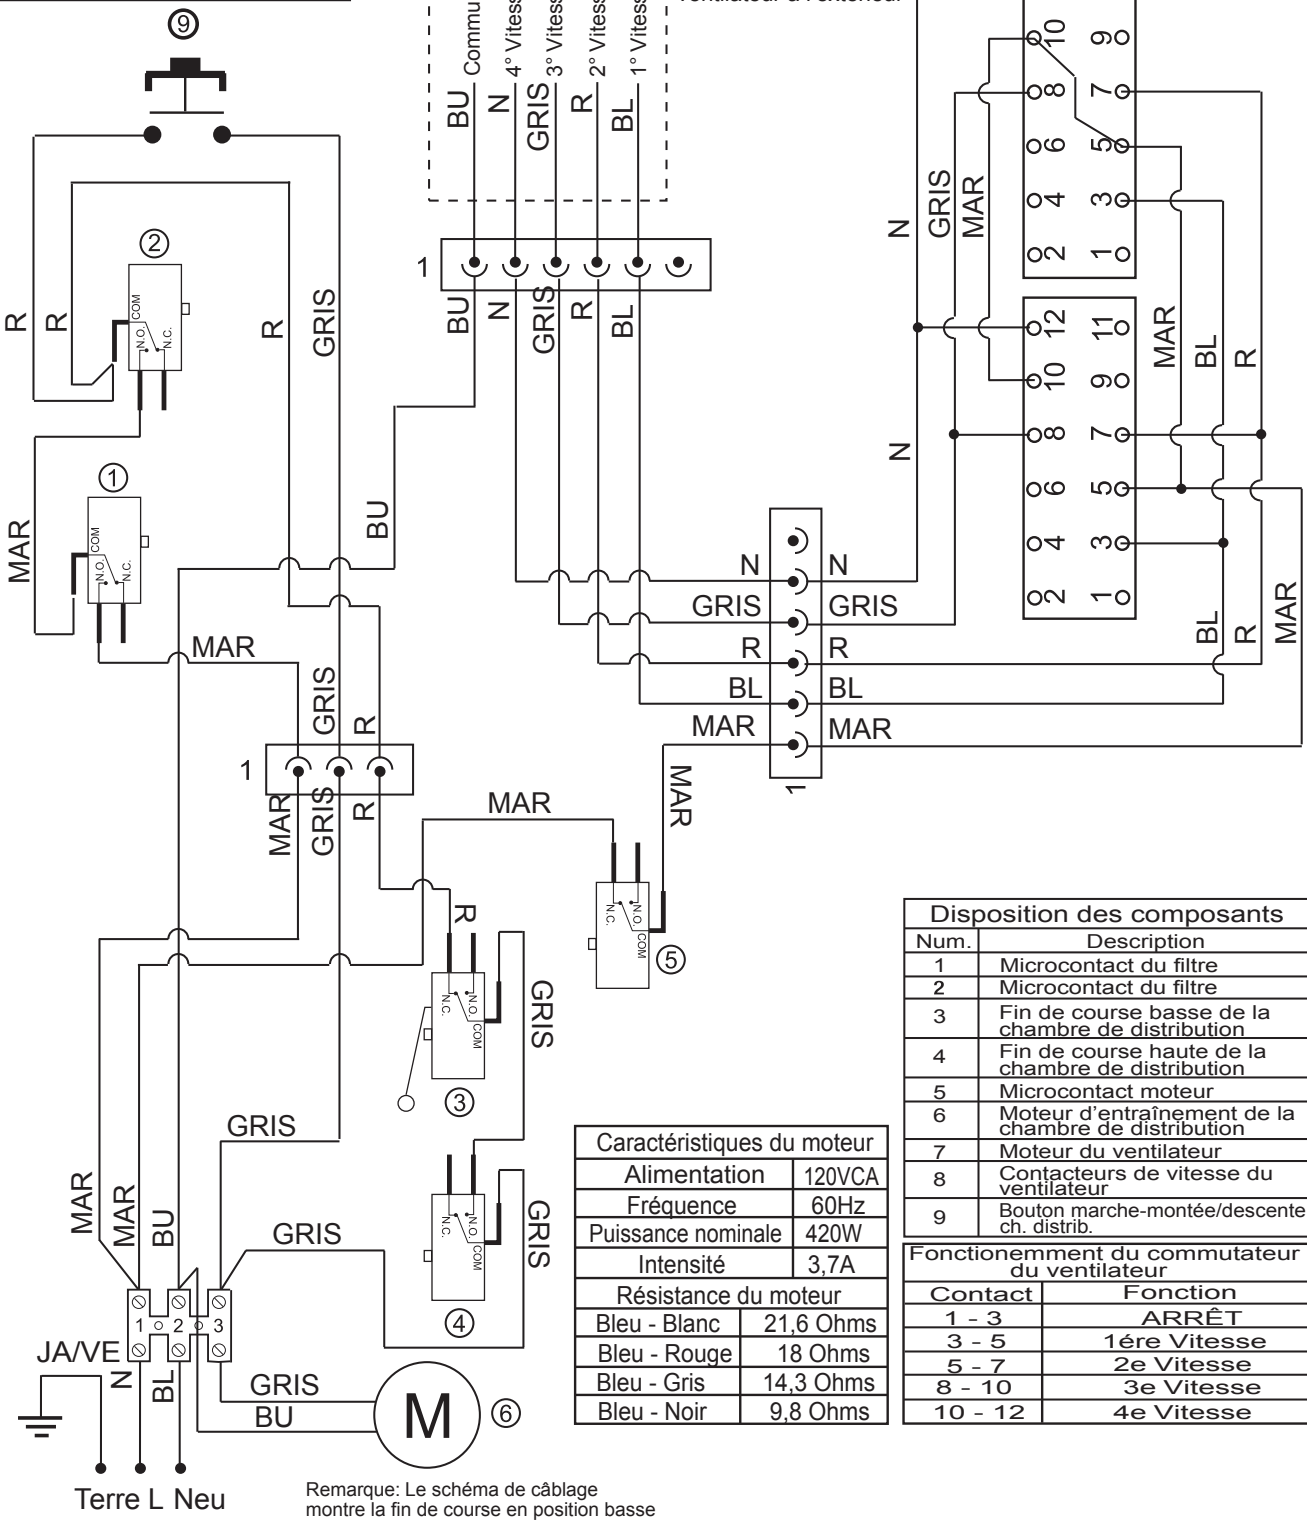 9
Commu
4° Vitess
3° Vitess
2° Vitess
1° Vitess
BU
N
GRIS
R
BL
10
9
8
7
6
5
4
3
2
1
N
GRIS
MAR
2
COM
N.O.
N.C.
R
R
R
GRIS
1
BU
N
GRIS
R
BL
12
11
10
9
8
7
6
5
4
3
2
1
MAR
BL
R
N
1
COM
N.O.
N.C.
MAR
BU
N
N
GRIS
GRIS
R
R
BL
BL
MAR
MAR
1
BL
R
MAR
MAR
GRIS
R
1
MAR
GRIS
R
MAR
MAR
N.C.
N.O.
COM
5
R
N.C.
N.O.
COM
GRIS
3
GRIS
N.C.
N.O.
COM
GRIS
4
MAR
MAR
BU
GRIS
1
2
3
JA/VE
N
BL
GRIS
BU
M
6
Terre L Neu
Remarque: Le schéma de câblage
montre la fin de course en position basse
Caractéristiques du moteur
Alimentation 120VCA
Fréquence 60Hz
Puissance nominale 420W
Intensité 3,7A
Résistance du moteur
Bleu - Blanc 21,6 Ohms
Bleu - Rouge 18 Ohms
Bleu - Gris 14,3 Ohms
Bleu - Noir 9,8 Ohms
Disposition des composants
Num. Description
1 Microcontact du filtre
2 Microcontact du filtre
3 Fin de course basse de la
chambre de distribution
4 Fin de course haute de la
chambre de distribution
5 Microcontact moteur
6 Moteur d'entraînement de la
chambre de distribution
7 Moteur du ventilateur
8 Contacteurs de vitesse du
ventilateur
9 Bouton marche-montée/descente
ch. distrib.
Fonctionemment du commutateur
du ventilateur
Contact Fonction
1 - 3 ARRÊT
3 - 5 1ére Vitesse
5 - 7 2e Vitesse
8 - 10 3e Vitesse
10 - 12 4e Vitesse